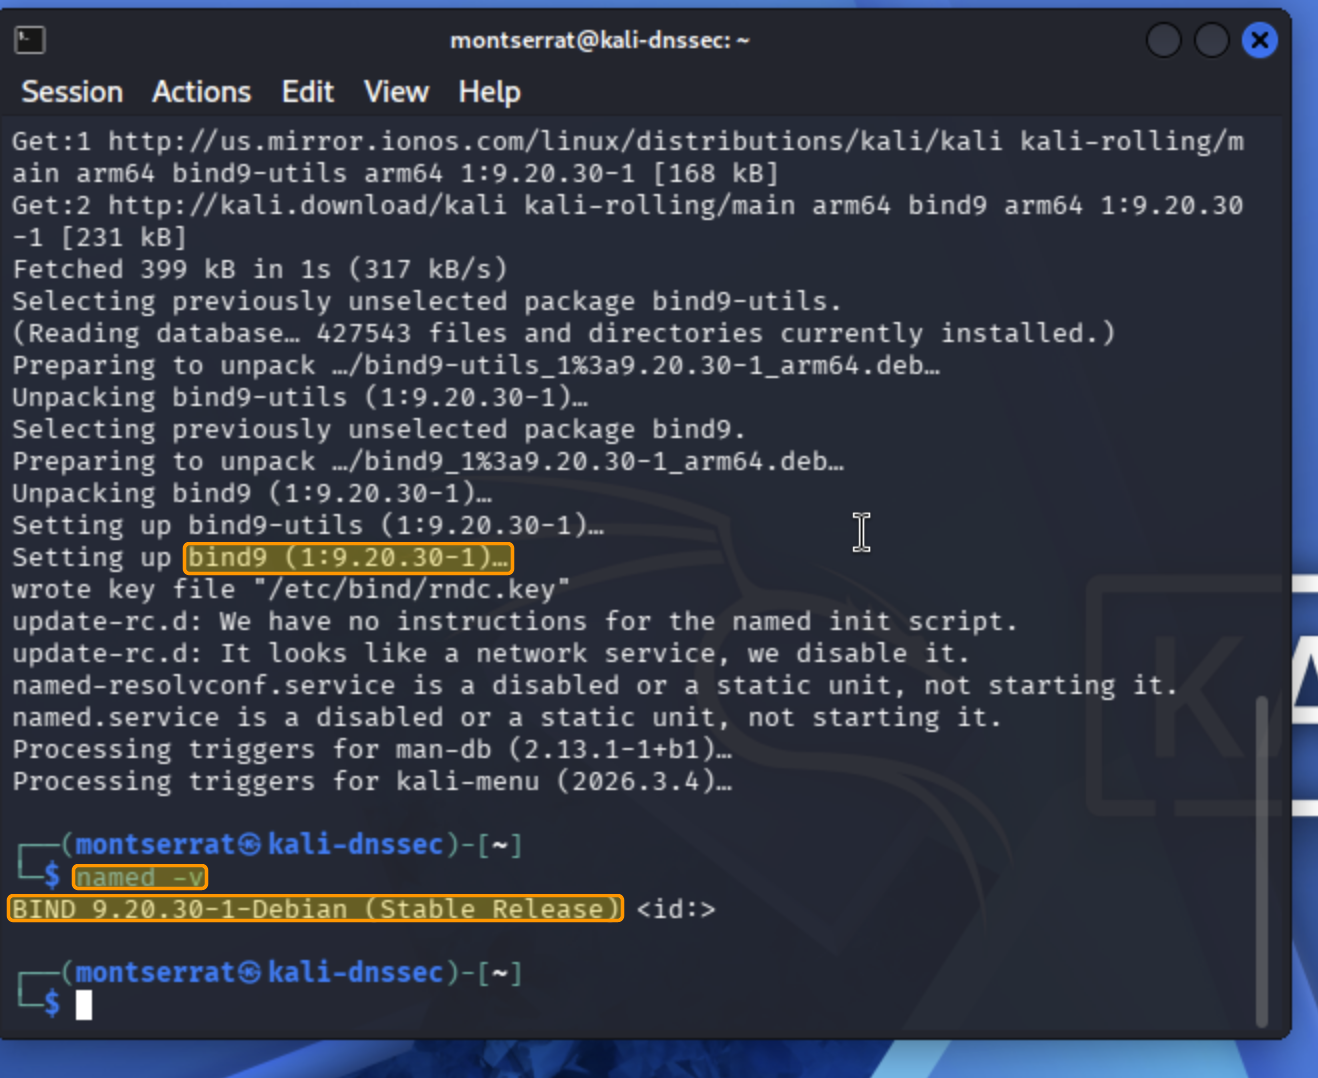 montserrat@kali-dnssec: ~
Session Actions Edit View Help
Get:1 http://us.mirror.ionos.com/linux/distributions/kali/kali kali-rolling/m
ain arm64 bind9-utils arm64 1:9.20.30-1 [168 kB]
Get:2 http://kali.download/kali kali-rolling/main arm64 bind9 arm64 1:9.20.30
-1 [231 kB]
Fetched 399 kB in 1s (317 kB/s)
Selecting previously unselected package bind9-utils.
(Reading database… 427543 files and directories currently installed.)
Preparing to unpack …/bind9-utils_1%3a9.20.30-1_arm64.deb…
Unpacking bind9-utils (1:9.20.30-1)…
Selecting previously unselected package bind9.
Preparing to unpack …/bind9_1%3a9.20.30-1_arm64.deb…
Unpacking bind9 (1:9.20.30-1)…
Setting up bind9-utils (1:9.20.30-1)…
Setting up bind9 (1:9.20.30-1)…
wrote key file "/etc/bind/rndc.key"
update-rc.d: We have no instructions for the named init script.
update-rc.d: It looks like a network service, we disable it.
named-resolvconf.service is a disabled or a static unit, not starting it.
named.service is a disabled or a static unit, not starting it.
Processing triggers for man-db (2.13.1-1+b1)…
Processing triggers for kali-menu (2026.3.4)…
┌──(montserrat㉿kali-dnssec)-[~]
└─$ named -v
BIND 9.20.30-1-Debian (Stable Release) <id:>
┌──(montserrat㉿kali-dnssec)-[~]
└─$